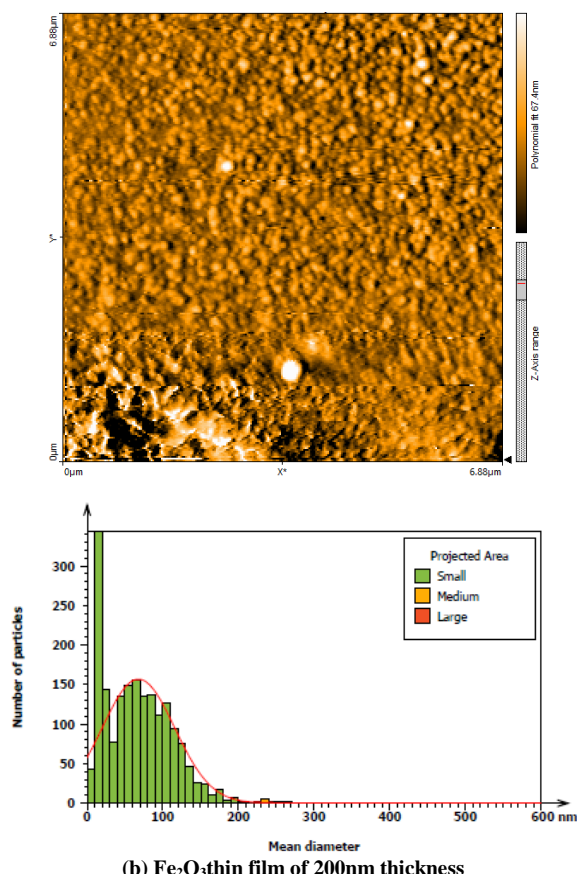 6.88µm
Y*
0µm
0µm
X*
6.88µm
Polynomial fit 67.4nm
Z-Axis range
Number of particles
300
250
200
150
100
50
0
0
100
200
300
400
500
600 nm
Mean diameter
Projected Area
Small
Medium
Large
(b) Fe₂O₃thin film of 200nm thickness